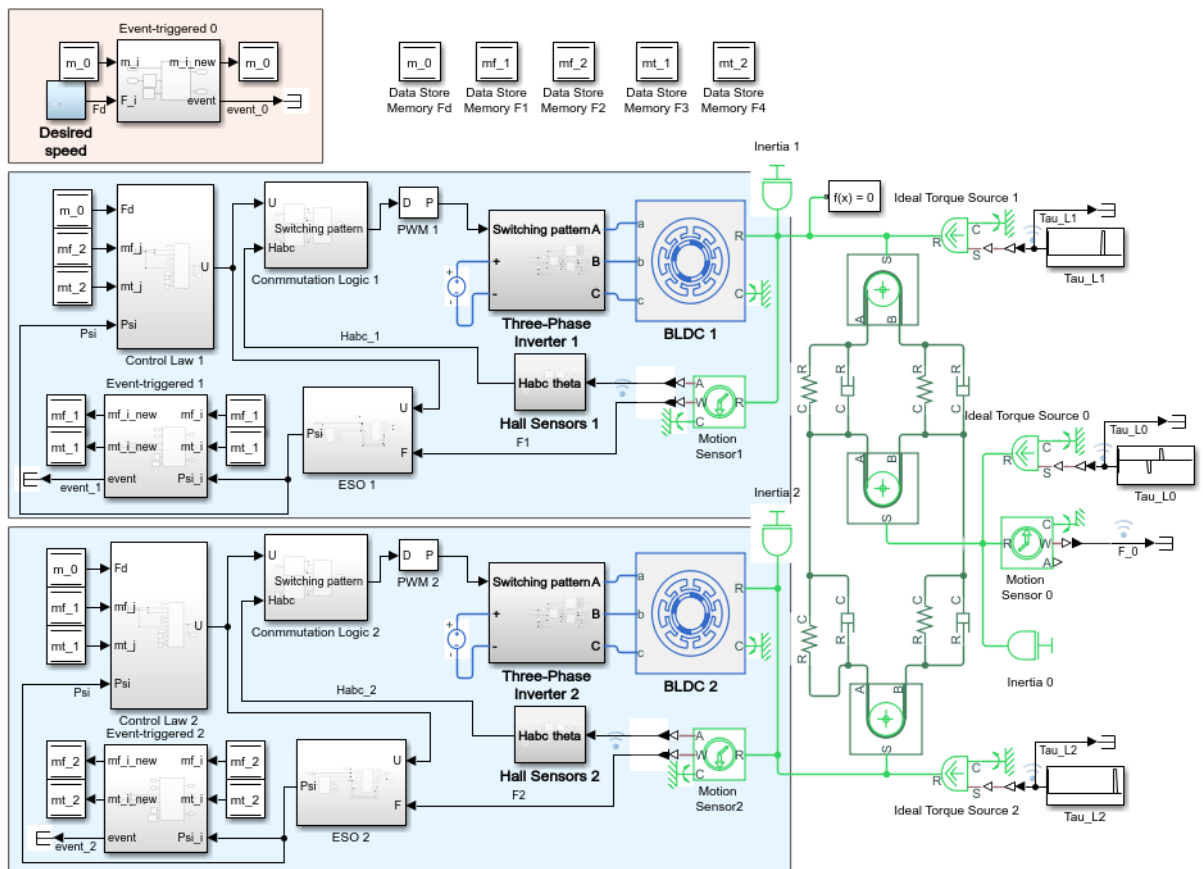 Event-triggered 0
m_0
m_i
m_i_new
m_0
F_i
event
Fd
event_0
Desired
speed
m_0
mf_1
mf_2
mt_1
mt_2
Data Store
Memory Fd
Data Store
Memory F1
Data Store
Memory F2
Data Store
Memory F3
Data Store
Memory F4
Inertia 1
f(x) = 0
Ideal Torque Source 1
Tau_L1
R
C
S
Tau_L1
m_0
mf_2
mt_2
Fd
mf_j
mt_j
Psi
U
Psi
Control Law 1
U
Switching pattern
Habc
Conmmutation Logic 1
D
P
PWM 1
Switching pattern
A
B
C
+
-
+
-
Three-Phase
Inverter 1
a
b
c
R
C
BLDC 1
Habc_1
Habc theta
Hall Sensors 1
F1
A
W
C
R
Motion
Sensor1
Event-triggered 1
mf_1
mt_1
mf_i_new
mt_i_new
event
mf_i
mt_i
Psi_i
mf_1
mt_1
event_1
Psi
U
F
ESO 1
S
A
B
R
C
R
C
R
C
R
C
A
B
S
Ideal Torque Source 0
Tau_L0
R
C
S
Tau_L0
R
C
W
A
F_0
Motion
Sensor 0
Inertia 0
C
R
C
R
C
R
C
R
A
B
S
Inertia 2
m_0
mf_1
mt_1
Fd
mf_j
mt_j
Psi
U
Psi
Control Law 2
U
Switching pattern
Habc
Conmmutation Logic 2
D
P
PWM 2
Switching pattern
A
B
C
+
-
+
-
Three-Phase
Inverter 2
a
b
c
R
C
BLDC 2
Habc_2
Habc theta
Hall Sensors 2
F2
A
W
C
R
Motion
Sensor2
Event-triggered 2
mf_2
mt_2
mf_i_new
mt_i_new
event
mf_i
mt_i
Psi_i
mf_2
mt_2
event_2
Psi
U
F
ESO 2
R
C
S
Ideal Torque Source 2
Tau_L2
Tau_L2